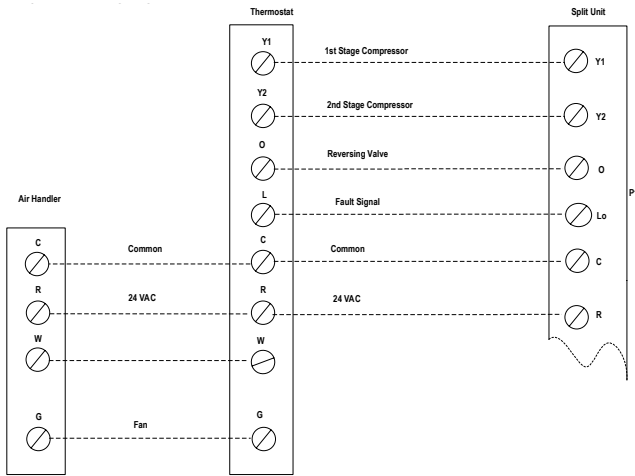 Thermostat
Split Unit
Y1
1st Stage Compressor
Y1
Y2
2nd Stage Compressor
Y2
O
Reversing Valve
O
P
Air Handler
L
Fault Signal
Lo
C
Common
C
Common
C
R
24 VAC
R
24 VAC
R
W
W
G
Fan
G